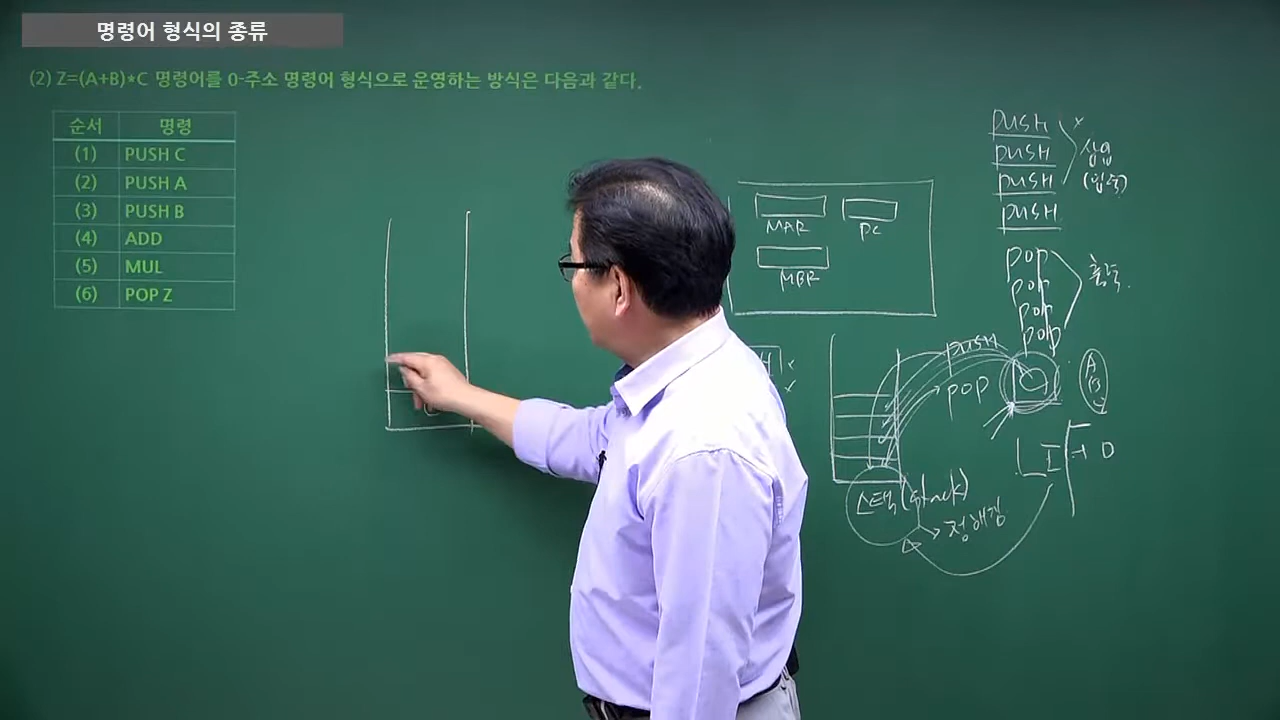 명령어 형식의 종류
(2) Z=(A+B)*C 명령어를 0-주소 명령어 형식으로 운영하는 방식은 다음과 같다.
순서 명령
(1) PUSH C
(2) PUSH A
(3) PUSH B
(4) ADD
(5) MUL
(6) POP Z
C
MAR PC
MBR
PUSH
PUSH
PUSH
PUSH
삽입
(입력)
POP
POP
POP
POP
출력
PUSH
POP
A
LIFO
스택(stack)
정해짐